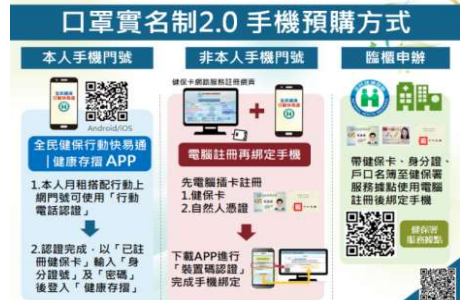 口罩實名制2.0 手機預購方式
本人手機門號
Android/iOS
全民健保行動快易通
|健康存摺 APP
1.本人月租搭配行動上
網門號可使用「行動
電話認證」
2.認證完成，以「已註
冊健保卡」輸入「身
分證號」及「密碼」
後登入「健康存摺」
非本人手機門號
健保卡網路服務註冊網頁
電腦註冊再綁定手機
先電腦插卡註冊
1.健保卡
2.自然人憑證
下載APP進行
「裝置碼認證」
完成手機綁定
臨櫃申辦
帶健保卡、身分證、
戶口名簿至健保署
服務據點使用電腦
註冊後綁定手機
健保署
服務據點